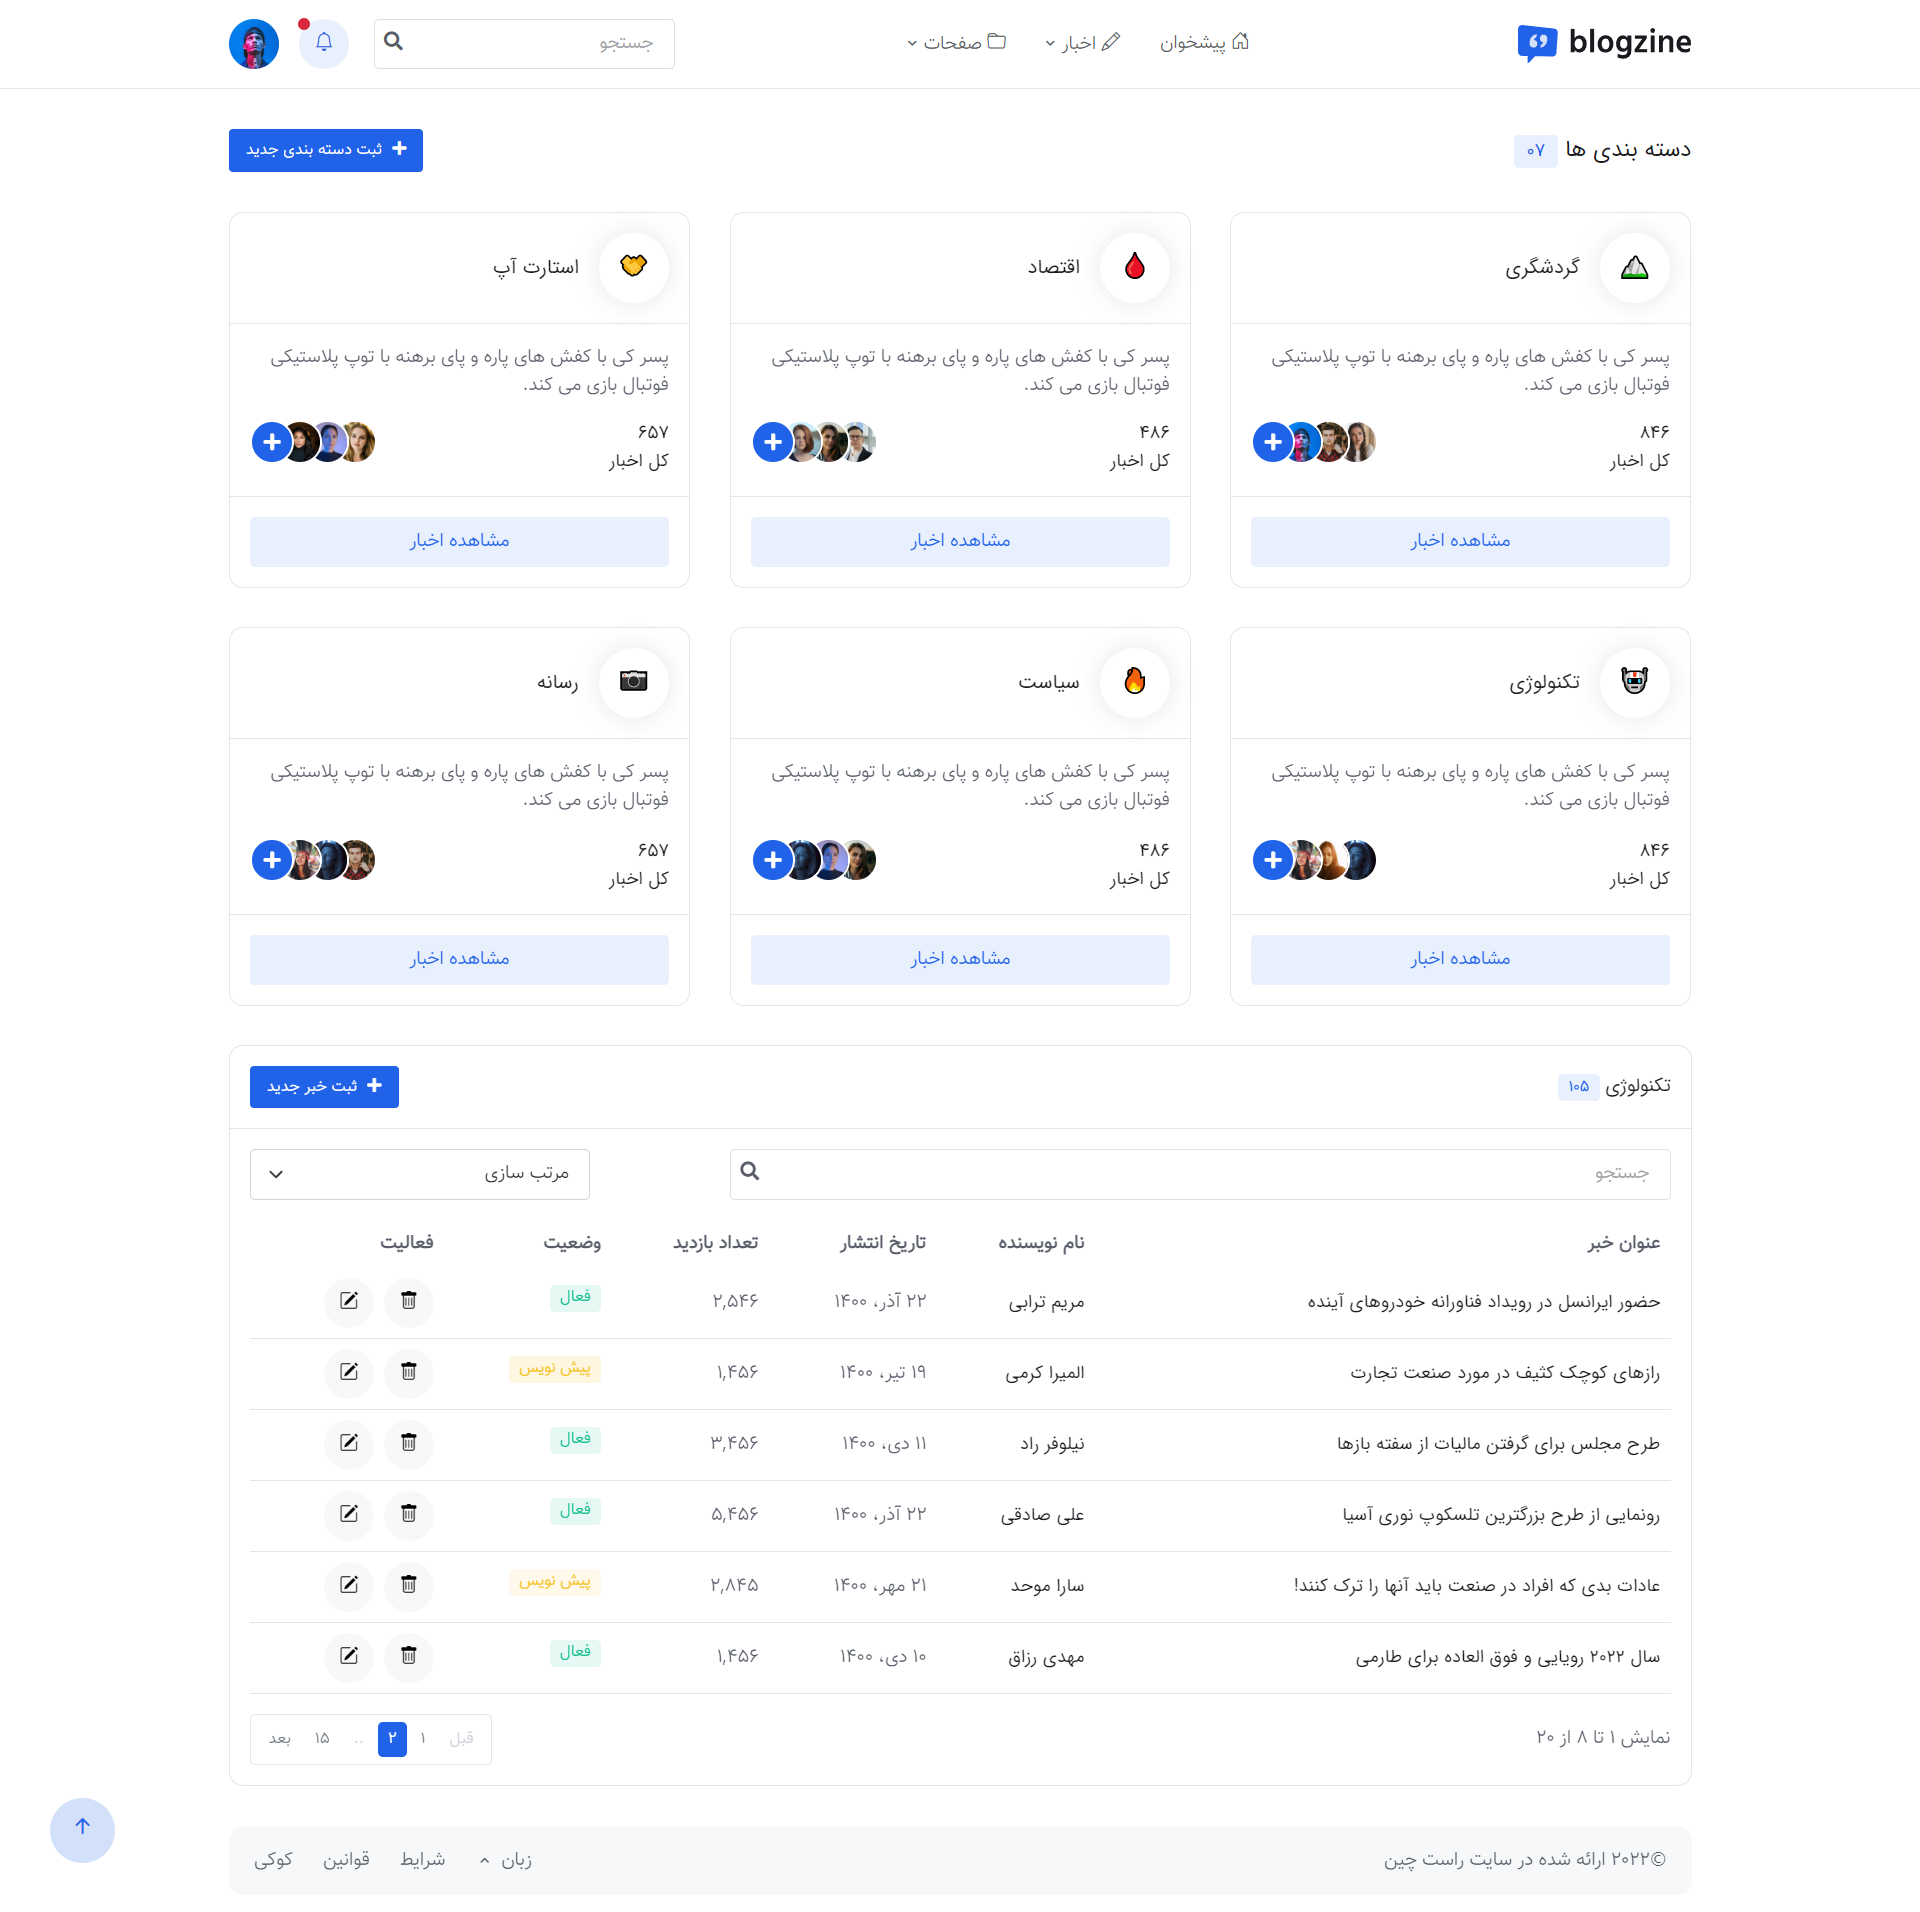 blogzine
پیشخوان
اخبار
صفحات
جستجو
دسته بندی ها ۰۷
ثبت دسته بندی جدید
گردشگری
پسر کی با کفش های پاره و پای برهنه با توپ پلاستیکی
فوتبال بازی می کند.
۸۴۶
کل اخبار
مشاهده اخبار
اقتصاد
پسر کی با کفش های پاره و پای برهنه با توپ پلاستیکی
فوتبال بازی می کند.
۴۸۶
کل اخبار
مشاهده اخبار
استارت آپ
پسر کی با کفش های پاره و پای برهنه با توپ پلاستیکی
فوتبال بازی می کند.
۶۵۷
کل اخبار
مشاهده اخبار
تکنولوژی
پسر کی با کفش های پاره و پای برهنه با توپ پلاستیکی
فوتبال بازی می کند.
۸۴۶
کل اخبار
مشاهده اخبار
سیاست
پسر کی با کفش های پاره و پای برهنه با توپ پلاستیکی
فوتبال بازی می کند.
۴۸۶
کل اخبار
مشاهده اخبار
رسانه
پسر کی با کفش های پاره و پای برهنه با توپ پلاستیکی
فوتبال بازی می کند.
۶۵۷
کل اخبار
مشاهده اخبار
تکنولوژی ۱۰۵
ثبت خبر جدید
جستجو
مرتب سازی
عنوان خبر نام نویسنده تاریخ انتشار تعداد بازدید وضعیت فعالیت
حضور ایرانسل در رویداد فناورانه خودروهای آینده مریم ترابی ۲۲ آذر، ۱۴۰۰ ۲,۵۴۶ فعال
رازهای کوچک کثیف در مورد صنعت تجارت المیرا کرمی ۱۹ تیر، ۱۴۰۰ ۱,۴۵۶ پیش نویس
طرح مجلس برای گرفتن مالیات از سفته بازها نیلوفر راد ۱۱ دی، ۱۴۰۰ ۳,۴۵۶ فعال
رونمایی از طرح بزرگترین تلسکوپ نوری آسیا علی صادقی ۲۲ آذر، ۱۴۰۰ ۵,۴۵۶ فعال
عادات بدی که افراد در صنعت باید آنها را ترک کنند! سارا موحد ۲۱ مهر، ۱۴۰۰ ۲,۸۴۵ پیش نویس
سال ۲۰۲۲ رویایی و فوق العاده برای طارمی مهدی رزاق ۱۰ دی، ۱۴۰۰ ۱,۴۵۶ فعال
نمایش ۱ تا ۸ از ۲۰
قبل ۱ ۲ .. ۱۵ بعد
©۲۰۲۲ ارائه شده در سایت راست چین
زبان شرایط قوانین کوکی